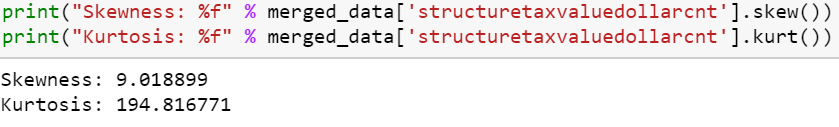 print("Skewness: %f" % merged_data['structuretaxvaluedollarcnt'].skew())
print("Kurtosis: %f" % merged_data['structuretaxvaluedollarcnt'].kurt())
Skewness: 9.018899
Kurtosis: 194.816771